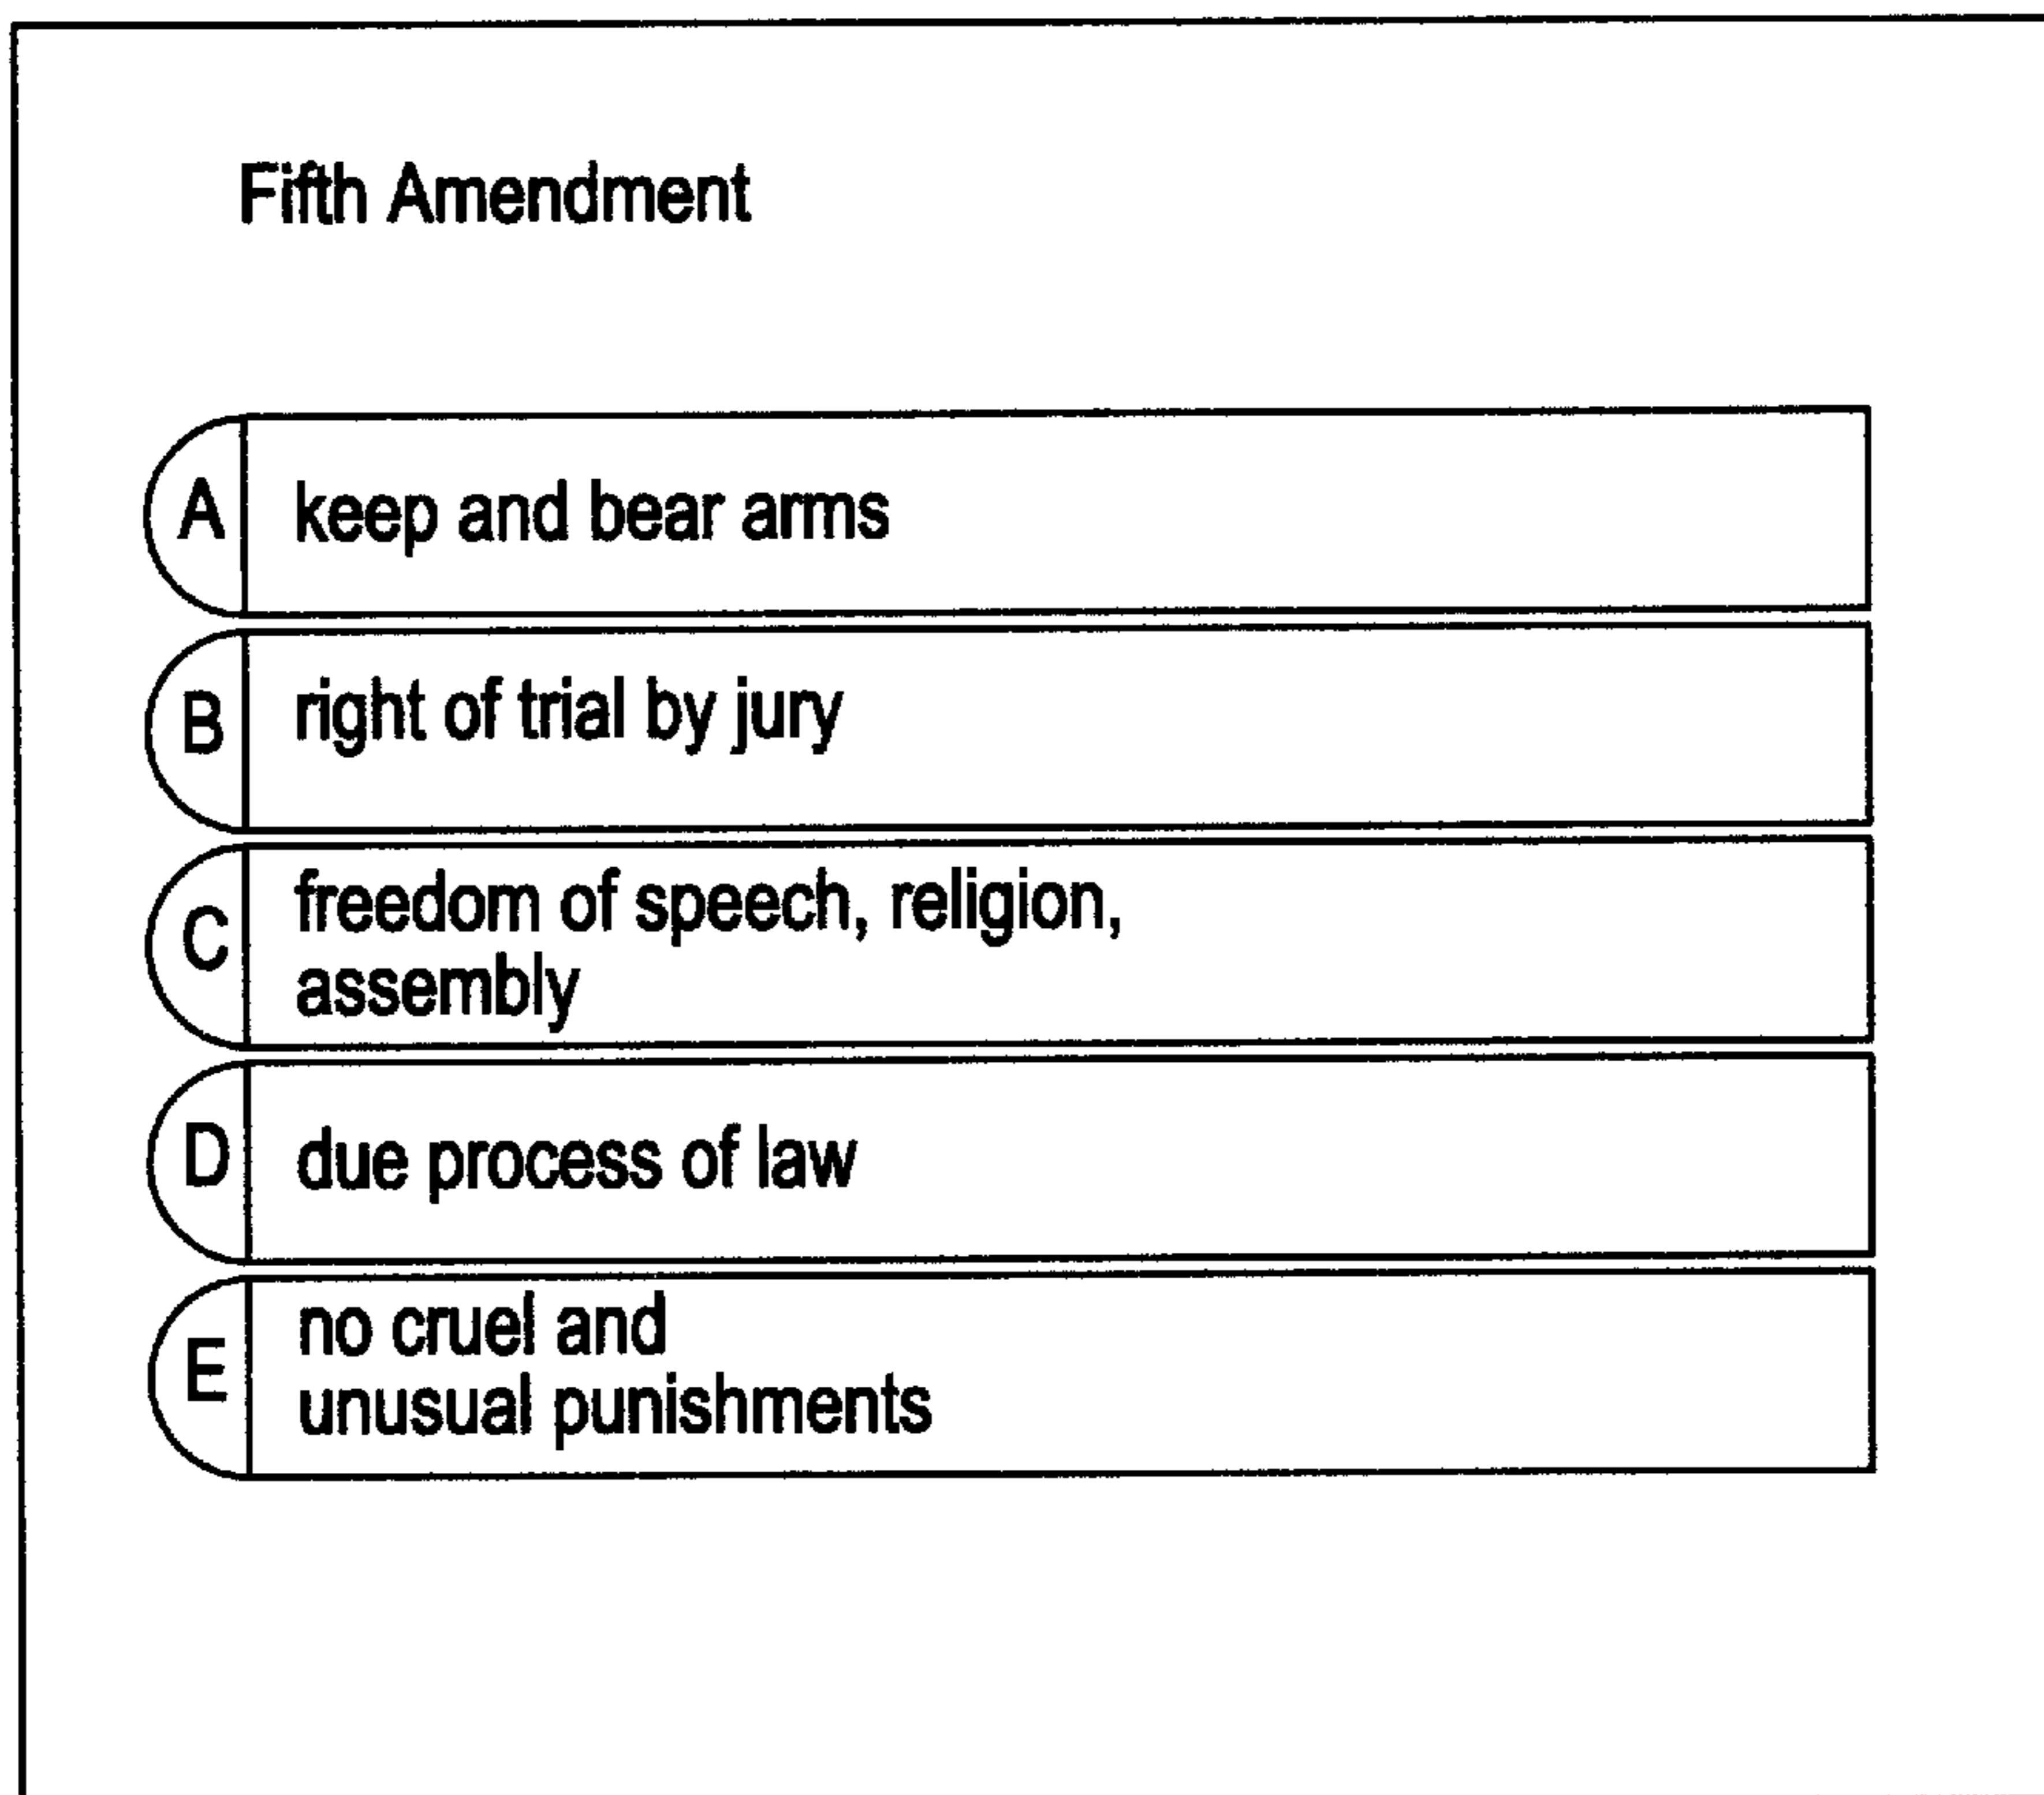 Fifth Amendment
A keep and bear arms
B right of trial by jury
C freedom of speech, religion,
assembly
D due process of law
E no cruel and
unusual punishments